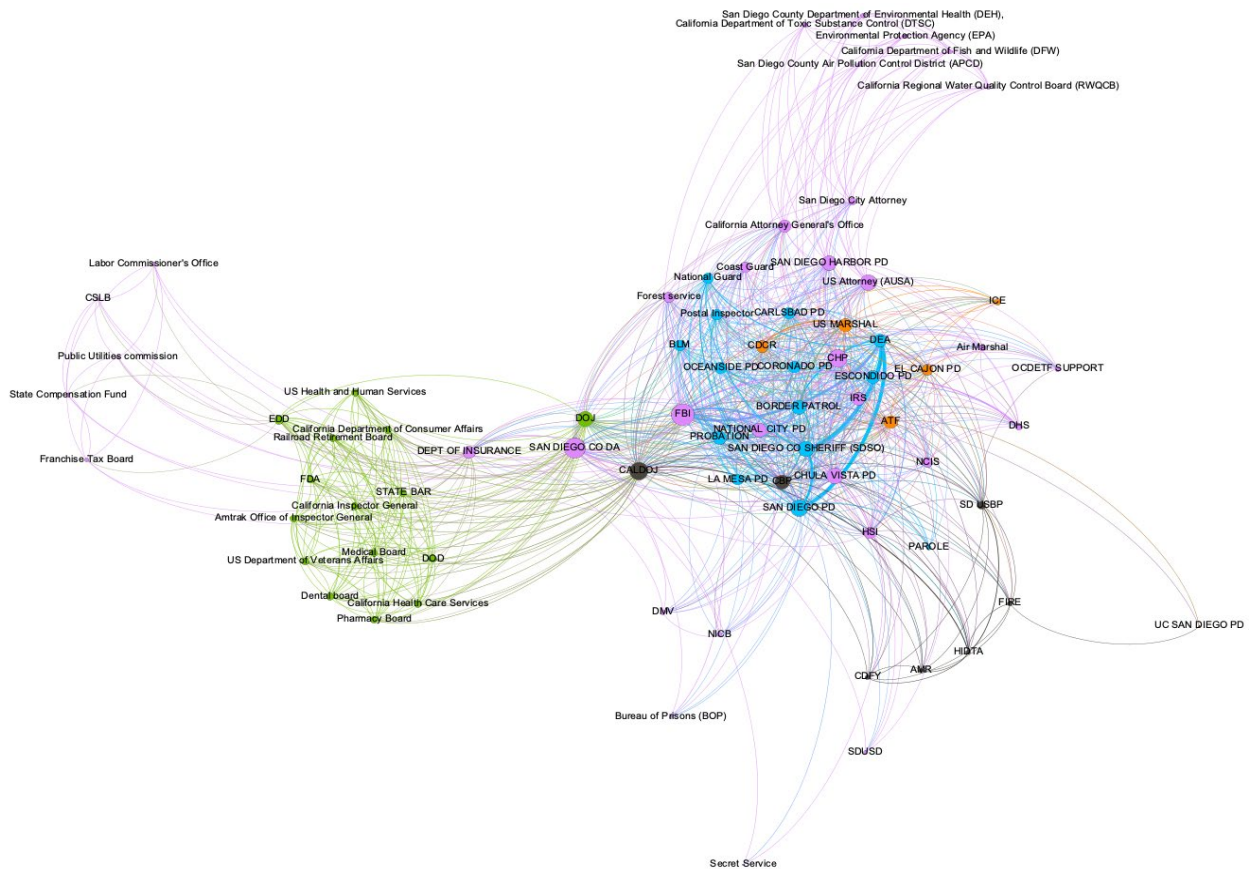 San Diego County Department of Environmental Health (DEH),
California Department of Toxic Substance Control (DTSC)
Environmental Protection Agency (EPA)
California Department of Fish and Wildlife (DFW)
San Diego County Air Pollution Control District (APCD)
California Regional Water Quality Control Board (RWQCB)
San Diego City Attorney
California Attorney General's Office
Labor Commissioner's Office
SAN DIEGO HARBOR PD
Coast Guard
National Guard
US Attorney (AUSA)
CSLB
Forest service
ICE
Postal Inspector
CARLSBAD PD
US MARSHAL
DEA
BLM
CDCR
Air Marshal
Public Utilities commission
CHP
OCEANSIDE PD
CORONADO PD
EL CAJON PD
OCDETF SUPPORT
ESCONDIDO PD
State Compensation Fund
US Health and Human Services
IRS
BORDER PATROL
EDD
DOJ
FBI
ATF
DHS
California Department of Consumer Affairs
NATIONAL CITY PD
Railroad Retirement Board
PROBATION
DEPT OF INSURANCE
SAN DIEGO CO DA
SAN DIEGO CO SHERIFF (SDSO)
Franchise Tax Board
NCIS
CALDOJ
FDA
LA MESA PD
CBP
CHULA VISTA PD
STATE BAR
California Inspector General
SD USBP
SAN DIEGO PD
Amtrak Office of Inspector General
HSI
PAROLE
Medical Board
US Department of Veterans Affairs
DOD
Dental board
California Health Care Services
FIRE
DMV
Pharmacy Board
UC SAN DIEGO PD
NICB
HIDTA
AMR
CDFY
Bureau of Prisons (BOP)
SDUSD
Secret Service